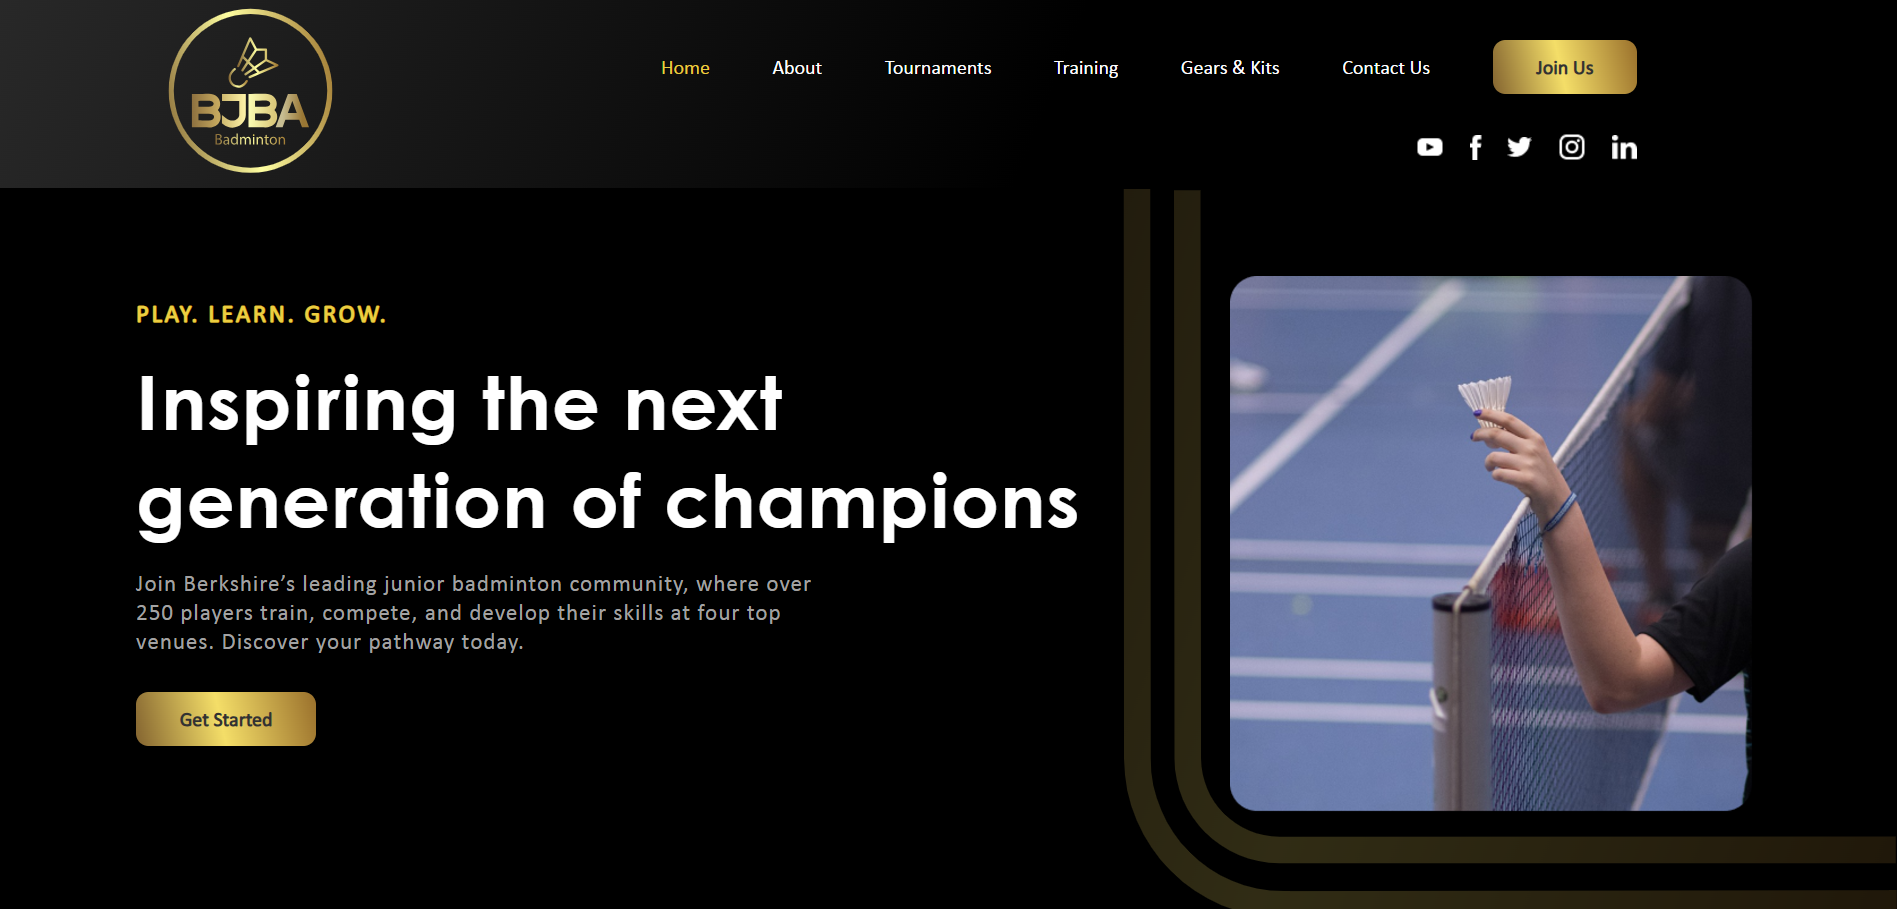 BJBA
Badminton
Home
About
Tournaments
Training
Gears & Kits
Contact Us
Join Us
PLAY. LEARN. GROW.
Inspiring the next
generation of champions
Join Berkshire’s leading junior badminton community, where over
250 players train, compete, and develop their skills at four top
venues. Discover your pathway today.
Get Started